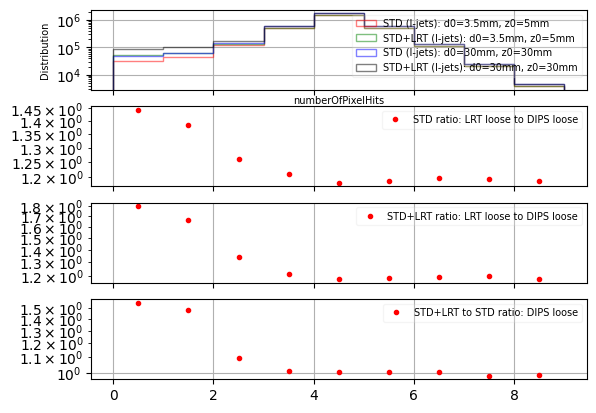 Distribution
10⁶
10⁵
10⁴
STD (l-jets): d0=3.5mm, z0=5mm
STD+LRT (l-jets): d0=3.5mm, z0=5mm
STD (l-jets): d0=30mm, z0=30mm
STD+LRT (l-jets): d0=30mm, z0=30mm
numberOfPixelHits
1.45 × 10⁰
1.4 × 10⁰
1.35 × 10⁰
1.3 × 10⁰
1.25 × 10⁰
1.2 × 10⁰
STD ratio: LRT loose to DIPS loose
1.8 × 10⁰
1.7 × 10⁰
1.6 × 10⁰
1.5 × 10⁰
1.4 × 10⁰
1.3 × 10⁰
1.2 × 10⁰
STD+LRT ratio: LRT loose to DIPS loose
1.5 × 10⁰
1.4 × 10⁰
1.3 × 10⁰
1.2 × 10⁰
1.1 × 10⁰
10⁰
STD+LRT to STD ratio: DIPS loose
0 2 4 6 8